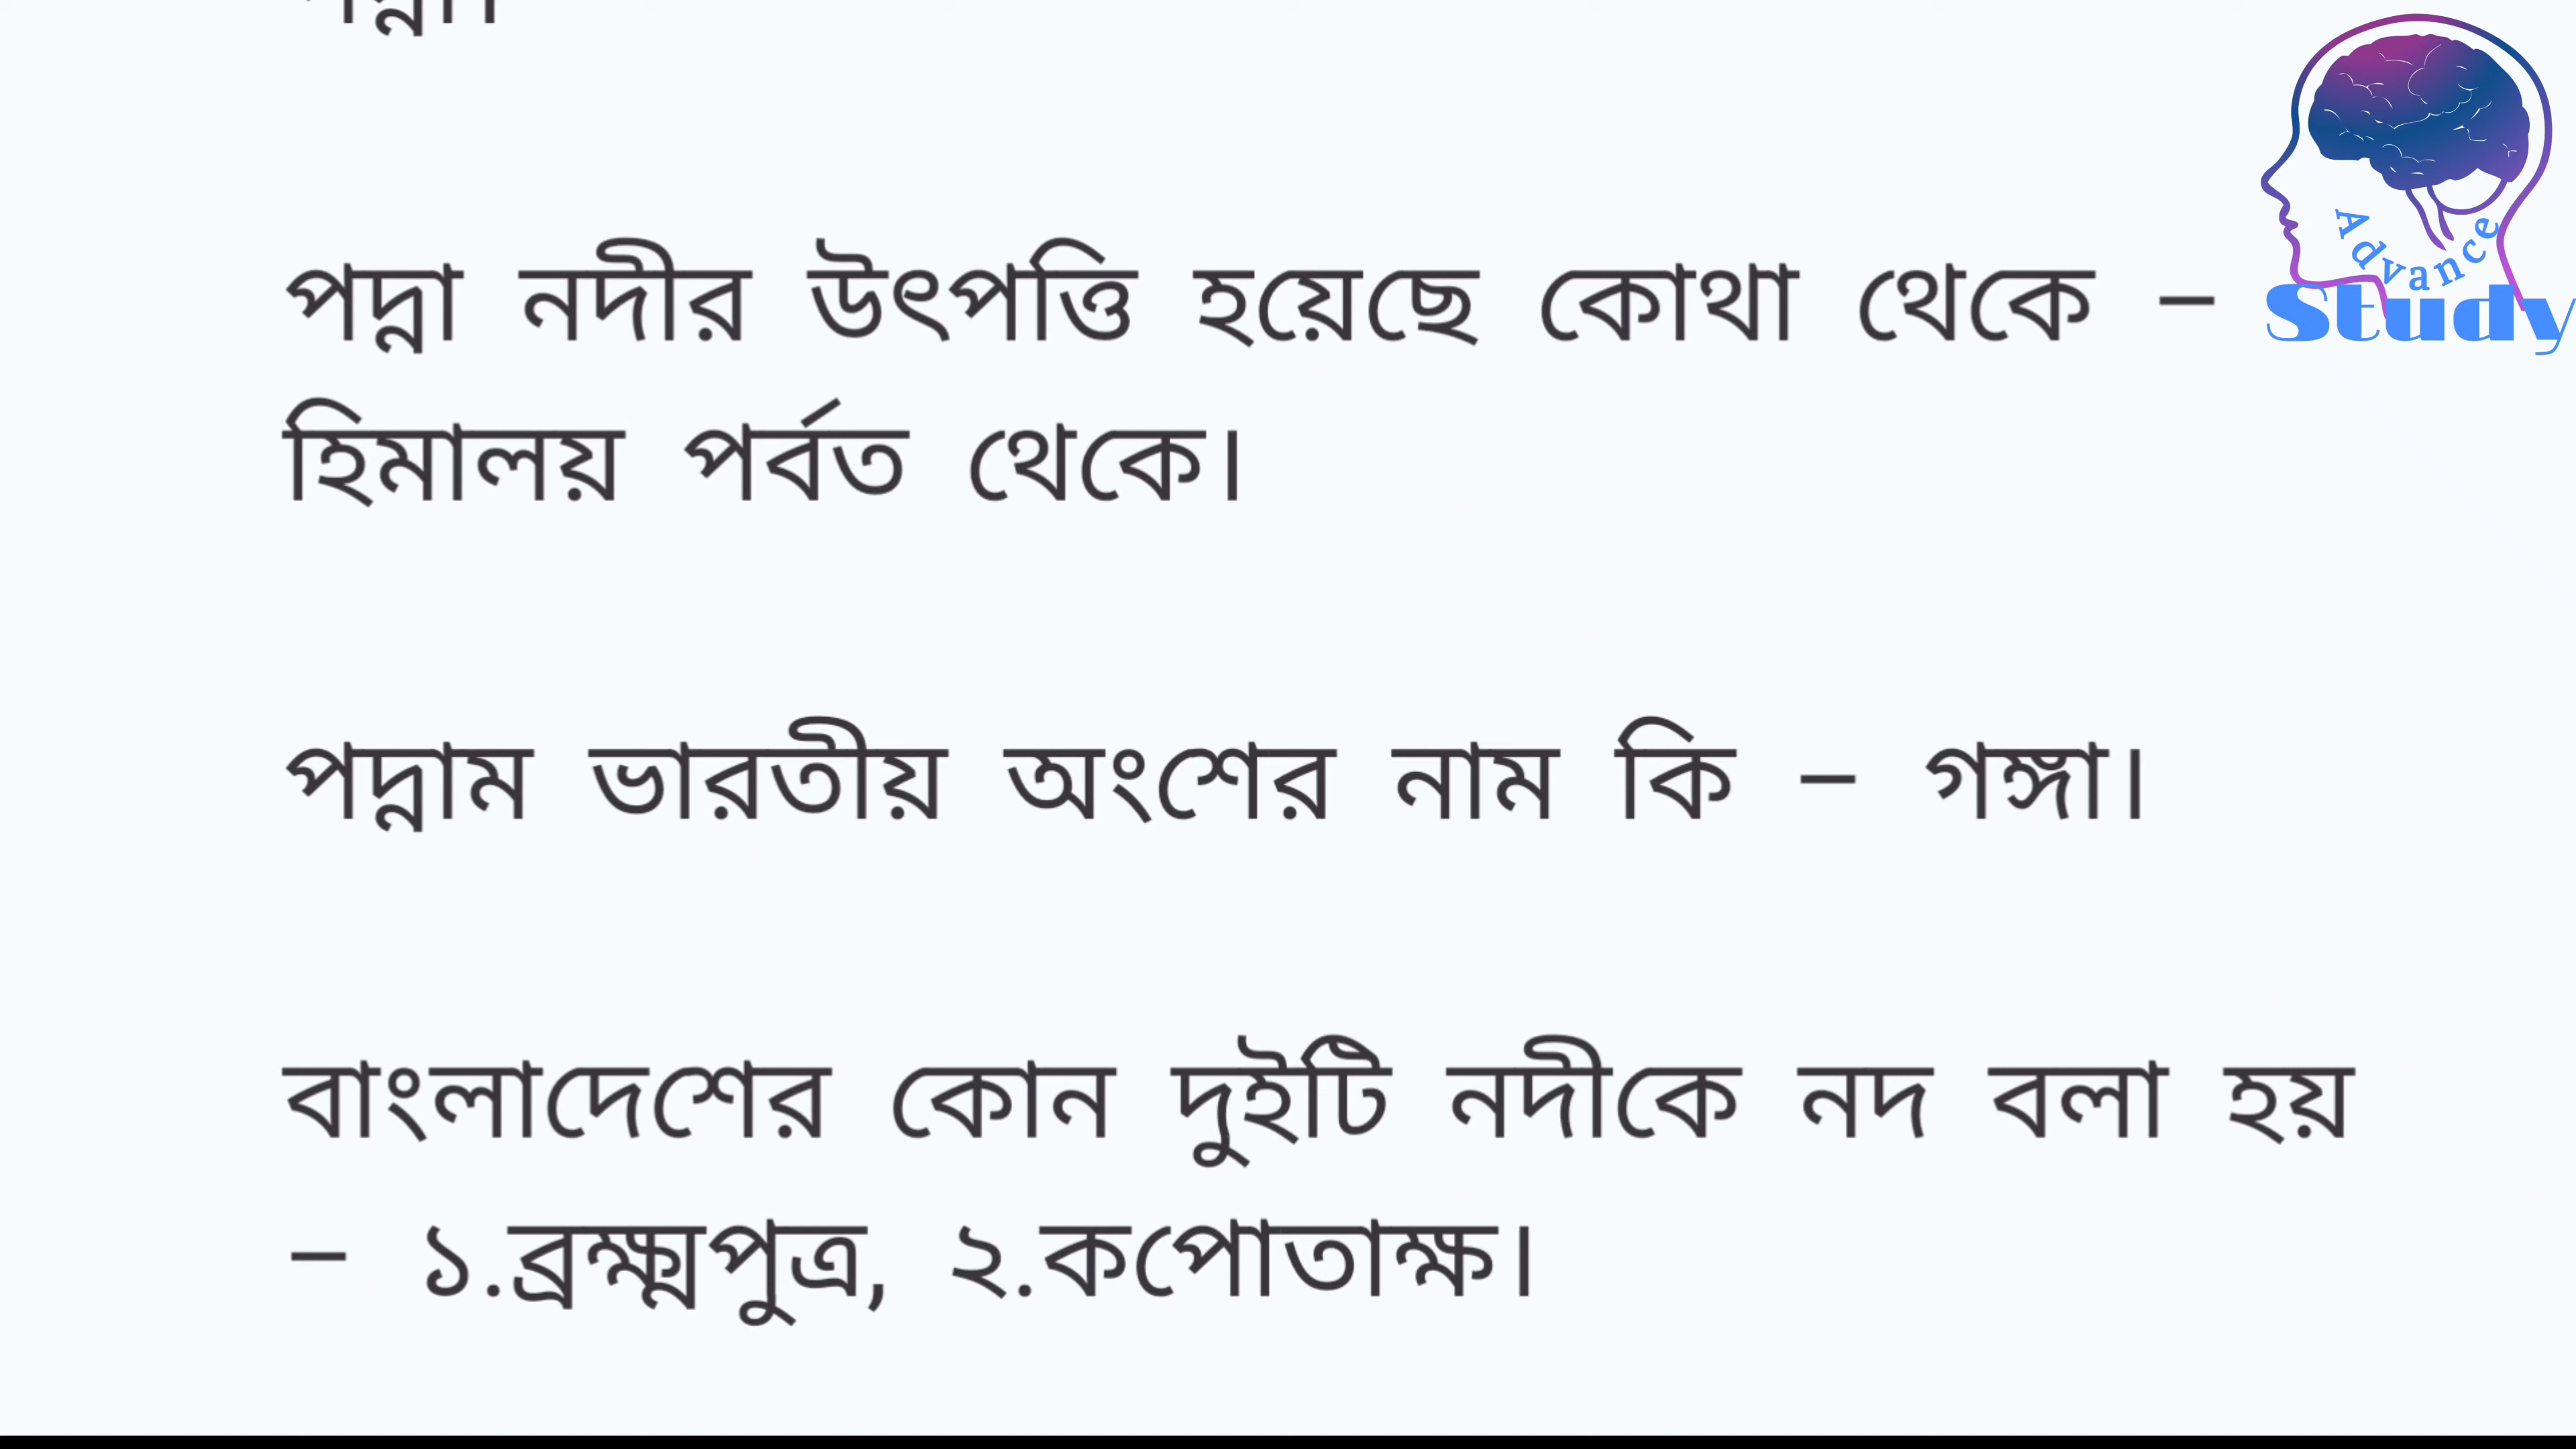 পদ্না নদীর উৎপত্তি হয়েছে কোথা থেকে –
হিমালয় পর্বত থেকে।
পদ্নাম ভারতীয় অংশের নাম কি – গঙ্গা।
বাংলাদেশের কোন দুইটি নদীকে নদ বলা হয়
– ১.ব্রক্ষ্মপুত্র, ২.কপোতাক্ষ।
Advance
Study